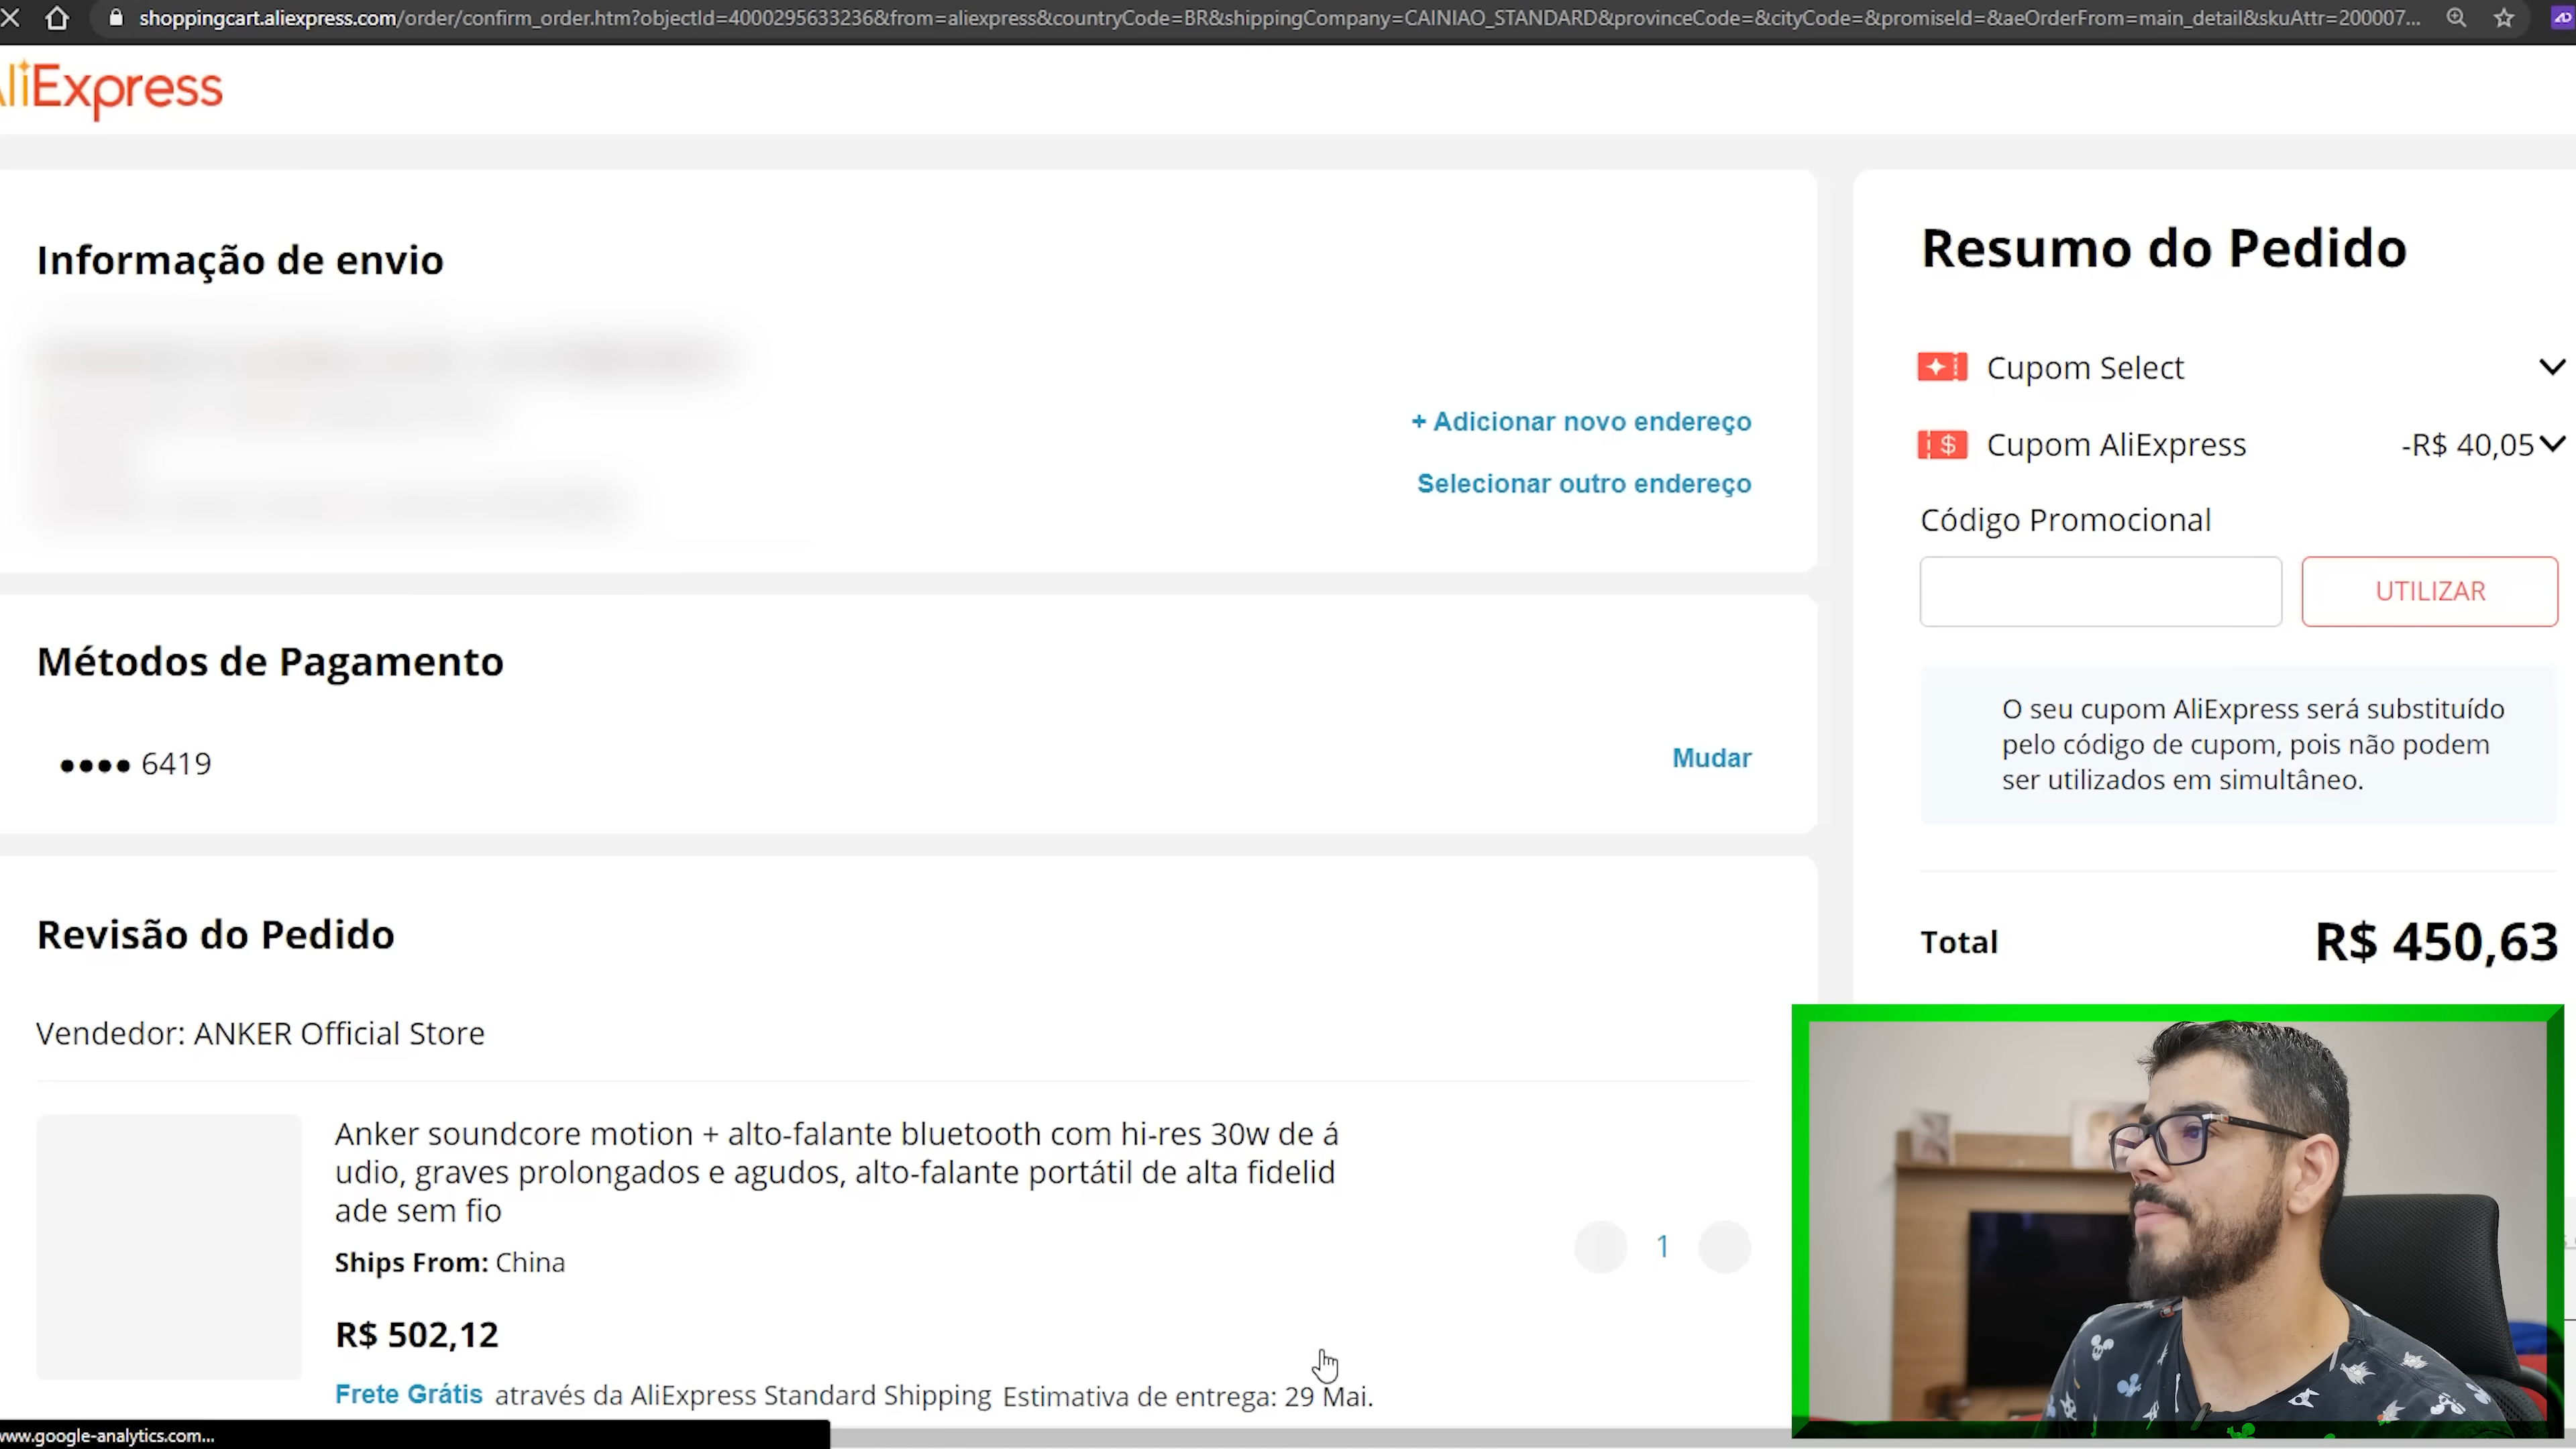 shoppingcart.aliexpress.com/order/confirm_order.htm?objectId=4000295633236&from=aliexpress&countryCode=BR&shippingCompany=CAINIAO_STANDARD&provinceCode=&cityCode=&promiseId=&aeOrderFrom=main_detail&skuAttr=200007...
AliExpress
Informação de envio
+ Adicionar novo endereço
Selecionar outro endereço
Métodos de Pagamento
•••• 6419
Mudar
Revisão do Pedido
Vendedor: ANKER Official Store
Anker soundcore motion + alto-falante bluetooth com hi-res 30w de á
udio, graves prolongados e agudos, alto-falante portátil de alta fidelid
ade sem fio
Ships From: China
1
R$ 502,12
Frete Grátis através da AliExpress Standard Shipping Estimativa de entrega: 29 Mai.
Resumo do Pedido
Cupom Select
Cupom AliExpress -R$ 40,05
Código Promocional
UTILIZAR
O seu cupom AliExpress será substituído
pelo código de cupom, pois não podem
ser utilizados em simultâneo.
Total R$ 450,63
www.google-analytics.com...